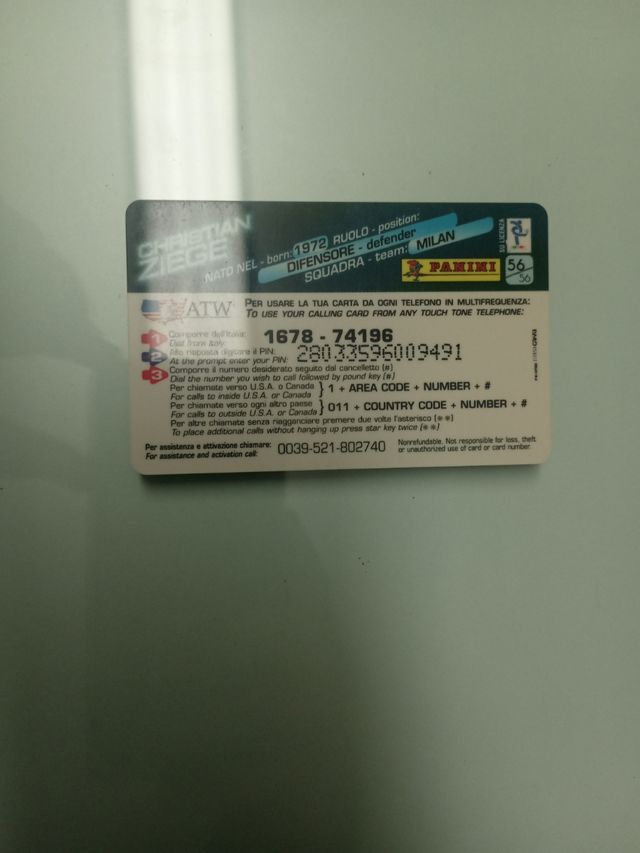 CHRISTIAN
ZIEGE
NATO NEL - born: 1972 RUOLO - position:
DIFENSORE - defender
SQUADRA - team: MILAN
SU LICENZA
PANINI
56
56
ATW
PER USARE LA TUA CARTA DA OGNI TELEFONO IN MULTIFREQUENZA:
TO USE YOUR CALLING CARD FROM ANY TOUCH TONE TELEPHONE:
1 Comporre dall'Italia: 1678 - 74196
Dial from Italy:
2 Alla risposta digitare il PIN: 28033596009491
At the prompt enter your PIN:
3 Comporre il numero desiderato seguito dal cancelletto (#)
Dial the number you wish to call followed by pound key (#)
Per chiamate verso U.S.A. o Canada } 1 + AREA CODE + NUMBER + #
For calls to inside U.S.A. or Canada
Per chiamate verso ogni altro paese } 011 + COUNTRY CODE + NUMBER + #
For calls to outside U.S.A. or Canada
Per altre chiamate senza riagganciare premere due volte l'asterisco (**)
To place additional calls without hanging up press star key twice (**)
Per assistenza e attivazione chiamare: 0039-521-802740
For assistance and activation call:
Nonrefundable. Not responsible for loss, theft
or unauthorized use of card or card number.